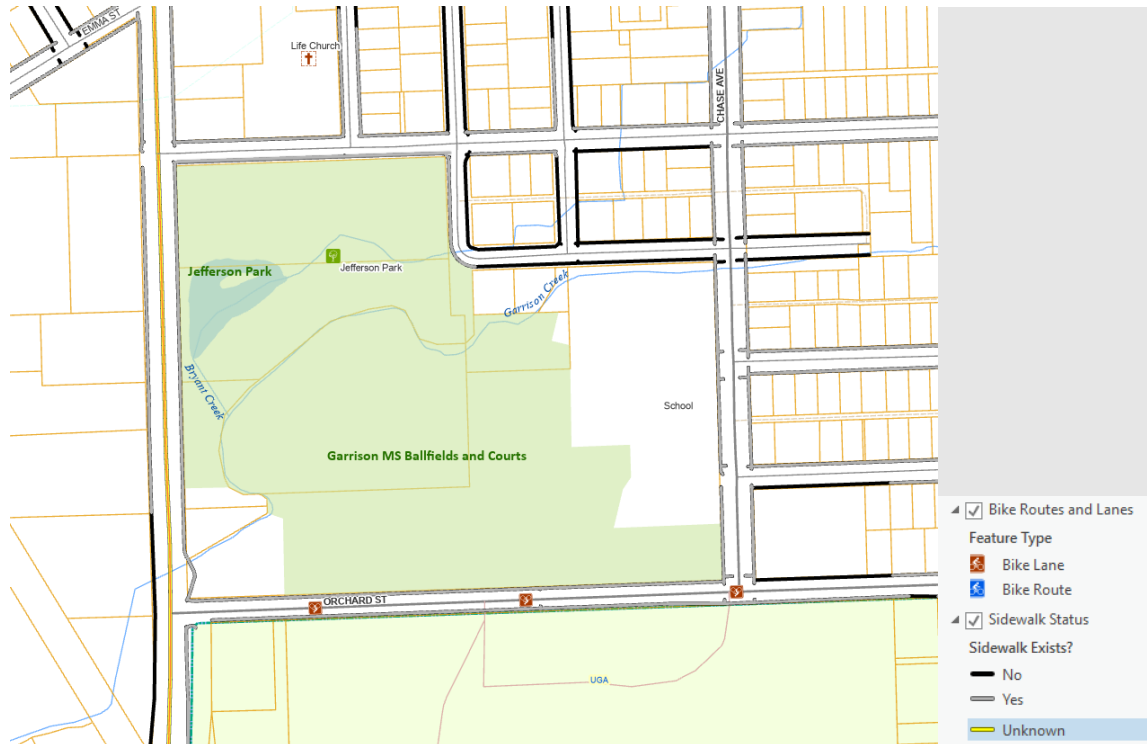 EMMA ST
Life Church
CHASE AVE
Jefferson Park
Jefferson Park
Garrison Creek
Bryant Creek
School
Garrison MS Ballfields and Courts
ORCHARD ST
UGA
Bike Routes and Lanes
Feature Type
Bike Lane
Bike Route
Sidewalk Status
Sidewalk Exists?
No
Yes
Unknown